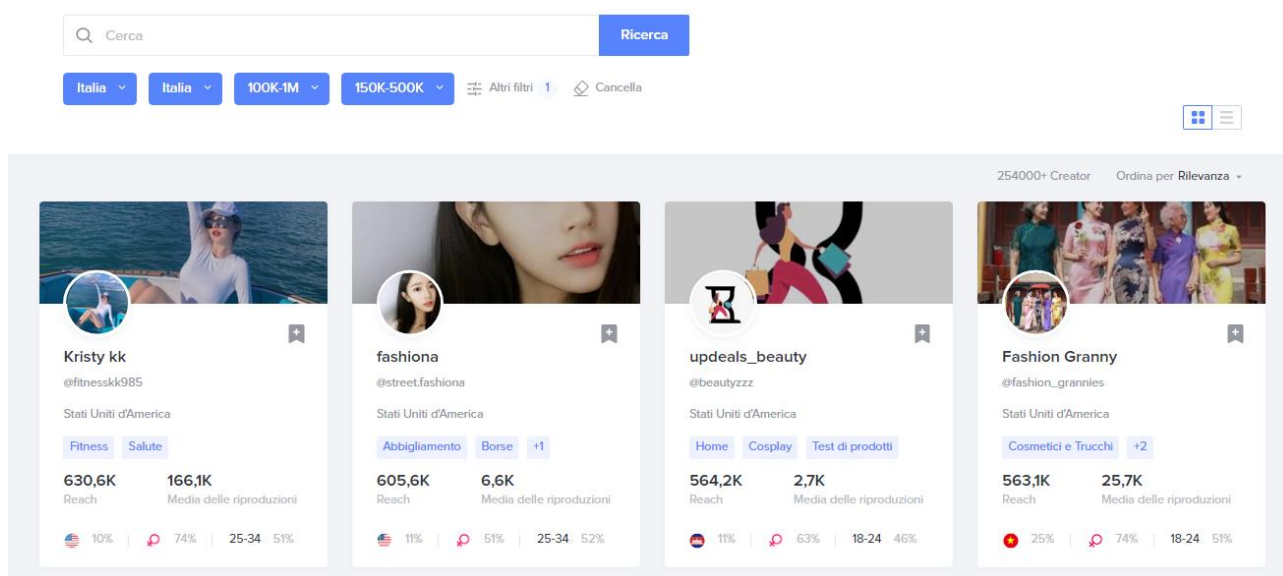 Cerca
Ricerca
Italia
Italia
100K-1M
150K-500K
Altri filtri 1
Cancella
254000+ Creator
Ordina per Rilevanza
Kristy kk
@fitnesskk985
Stati Uniti d'America
Fitness Salute
630,6K 166,1K
Reach Media delle riproduzioni
10% 74% 25-34 51%
fashiona
@street.fashiona
Stati Uniti d'America
Abbigliamento Borse +1
605,6K 6,6K
Reach Media delle riproduzioni
11% 51% 25-34 52%
updeals_beauty
@beautyzzz
Stati Uniti d'America
Home Cosplay Test di prodotti
564,2K 2,7K
Reach Media delle riproduzioni
11% 63% 18-24 46%
Fashion Granny
@fashion_grannies
Stati Uniti d'America
Cosmetici e Trucchi +2
563,1K 25,7K
Reach Media delle riproduzioni
25% 74% 18-24 51%